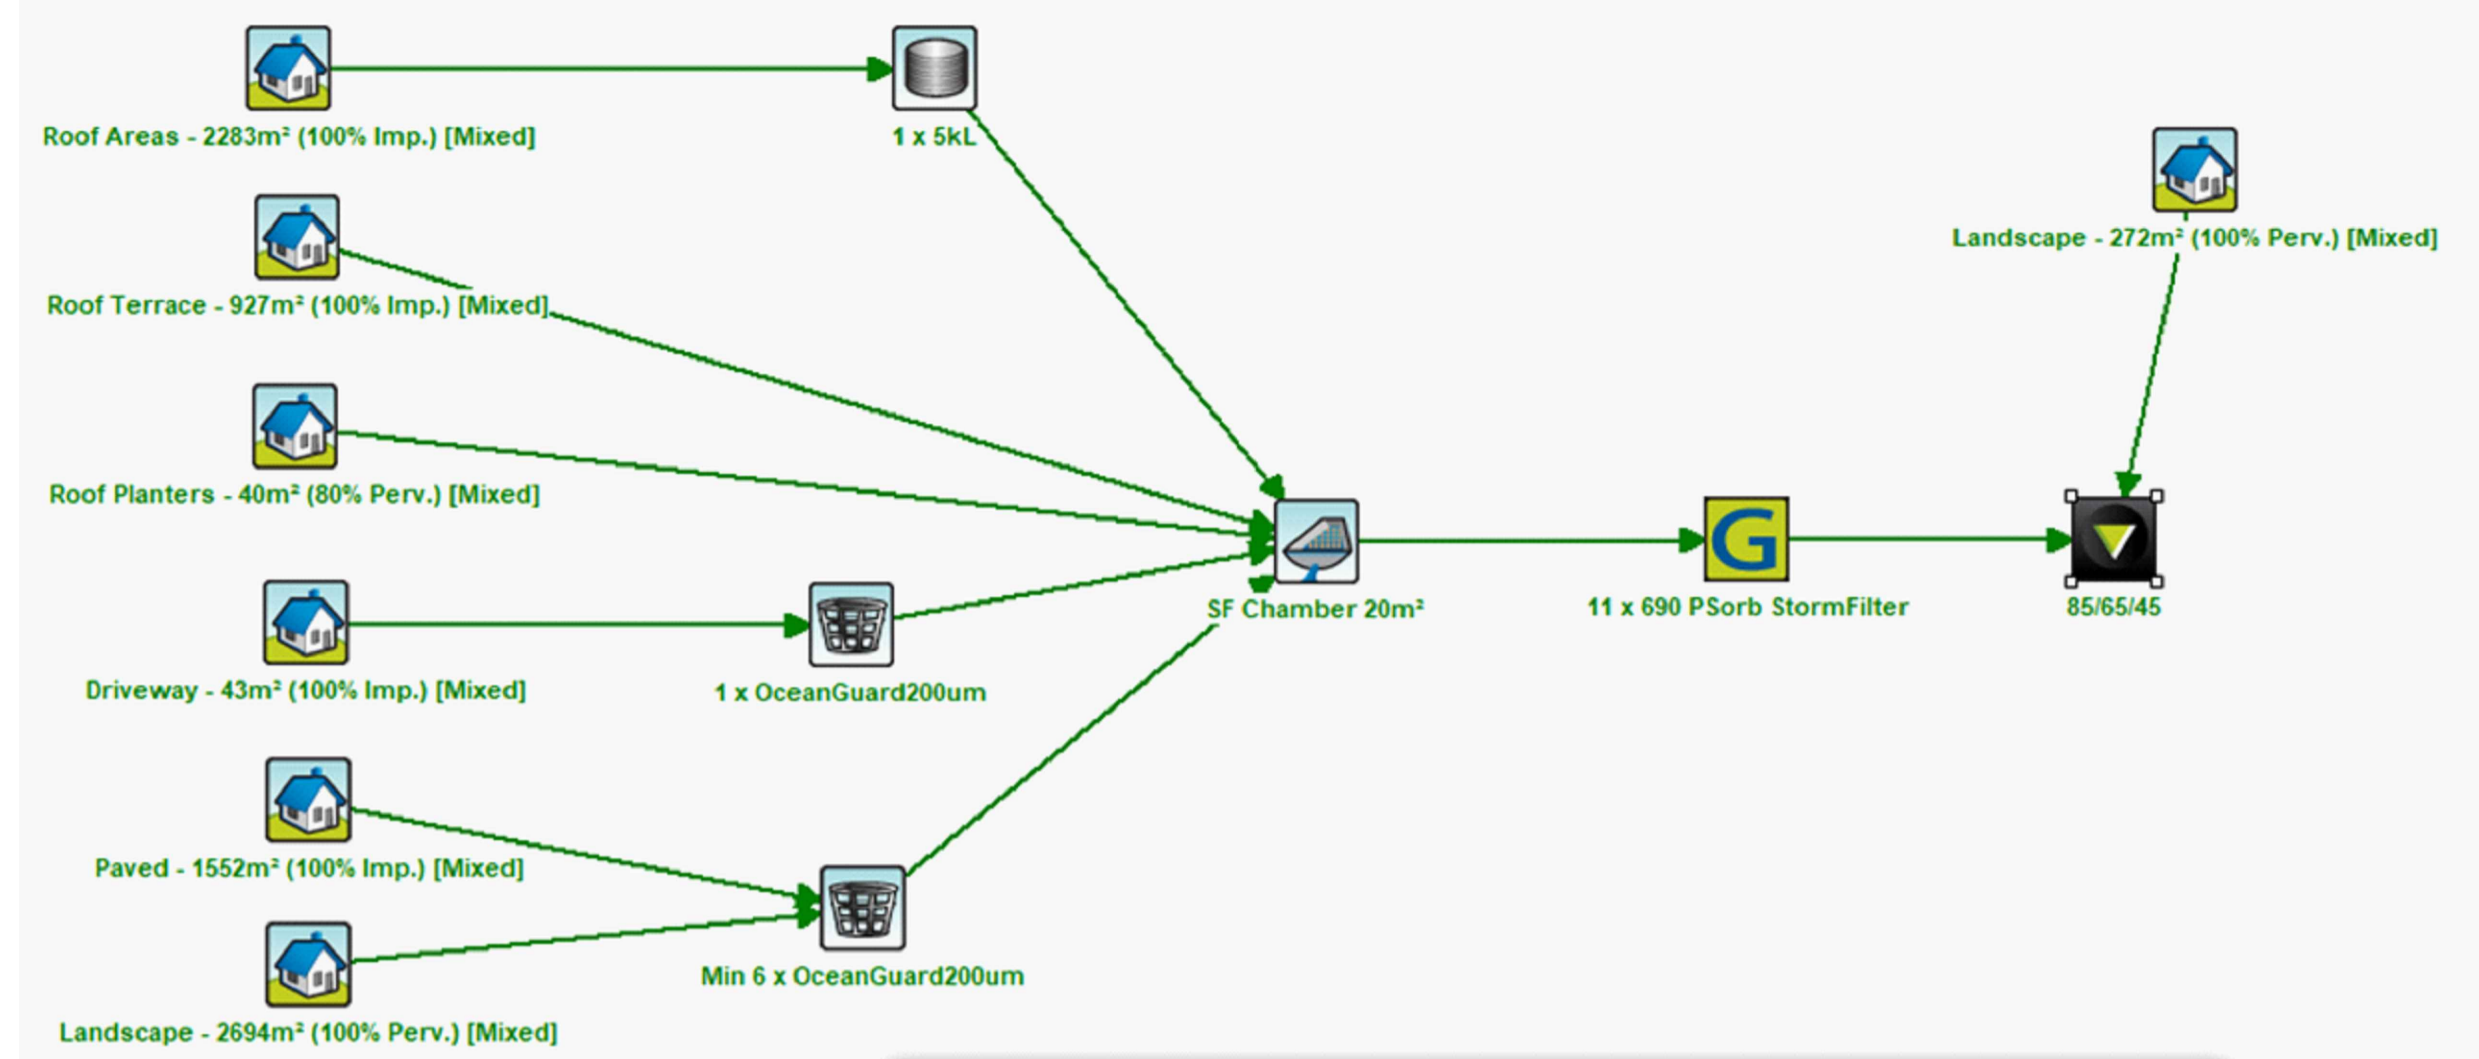 Roof Areas - 2283m² (100% Imp.) [Mixed]
1 x 5kL
Landscape - 272m² (100% Perv.) [Mixed]
Roof Terrace - 927m² (100% Imp.) [Mixed]
Roof Planters - 40m² (80% Perv.) [Mixed]
G
SF Chamber 20m²
11 x 690 PSorb StormFilter
85/65/45
Driveway - 43m² (100% Imp.) [Mixed]
1 x OceanGuard200um
Paved - 1552m² (100% Imp.) [Mixed]
Min 6 x OceanGuard200um
Landscape - 2694m² (100% Perv.) [Mixed]